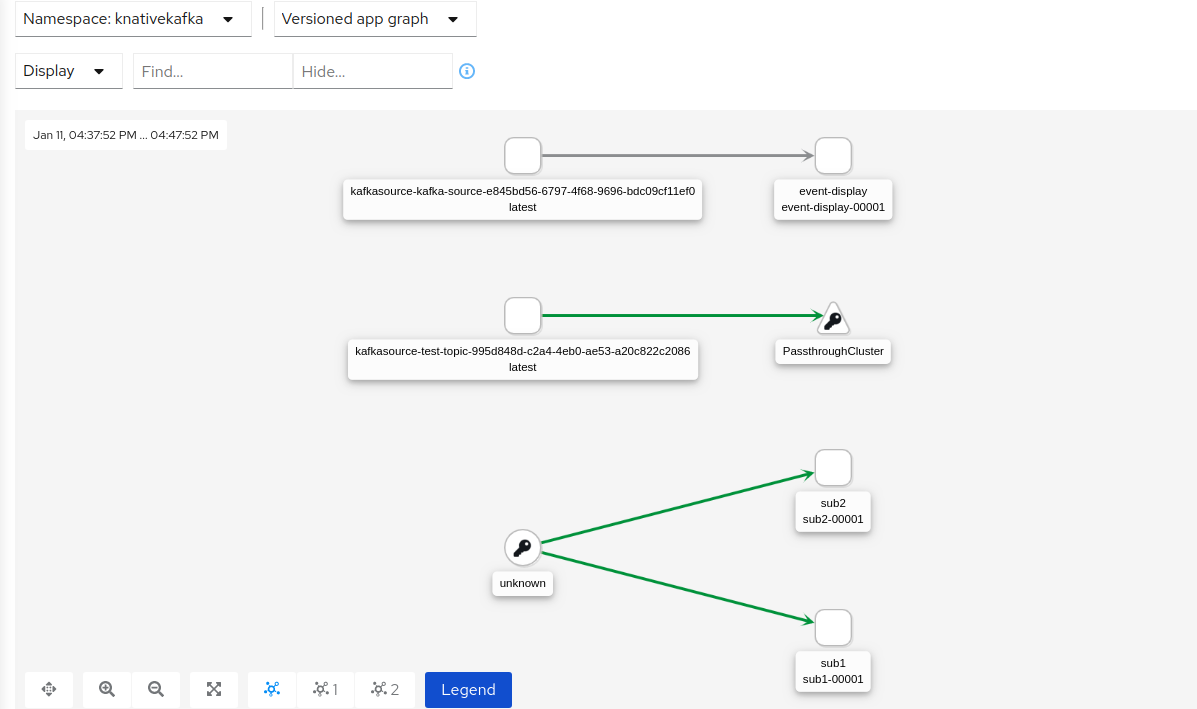 Namespace: knativekafka
Versioned app graph
Display
Find...
Hide...
Jan 11, 04:37:52 PM ... 04:47:52 PM
kafkasource-kafka-source-e845bd56-6797-4f68-9696-bdc09cf11ef0
latest
event-display
event-display-00001
kafkasource-test-topic-995d848d-c2a4-4eb0-ae53-a20c822c2086
latest
PassthroughCluster
sub2
sub2-00001
unknown
sub1
sub1-00001
1
2
Legend